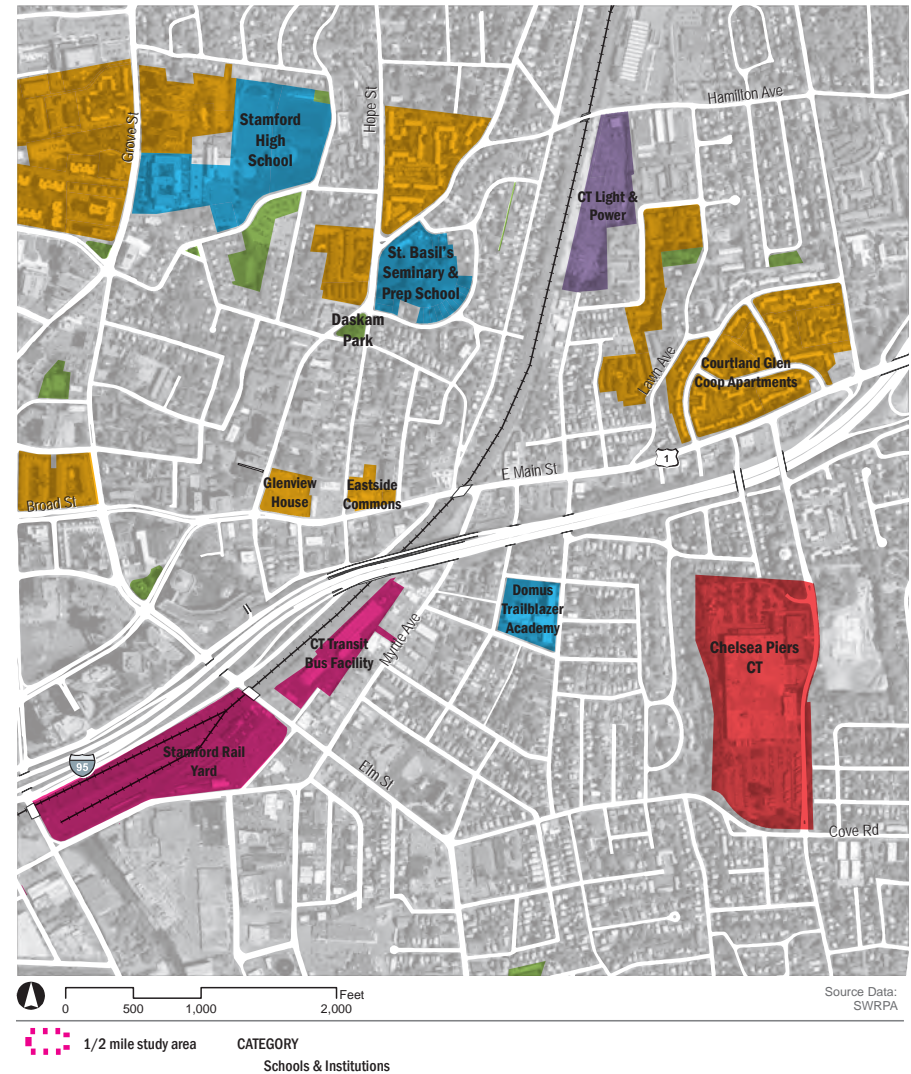 Hamilton Ave
Hope St
Grove St
Stamford
High
School
CT Light &
Power
St. Basil's
Seminary &
Prep School
Daskam
Park
Lawn Ave
Courtland Glen
Coop Apartments
1
E Main St
Glenview
House
Eastside
Commons
Broad St
Domus
Trailblazer
Academy
Myrtle Ave
CT Transit
Bus Facility
Chelsea Piers
CT
Stamford Rail
Yard
95
Elm St
Cove Rd
Feet
0 500 1,000 2,000
Source Data:
SWRPA
1/2 mile study area
CATEGORY
Schools & Institutions